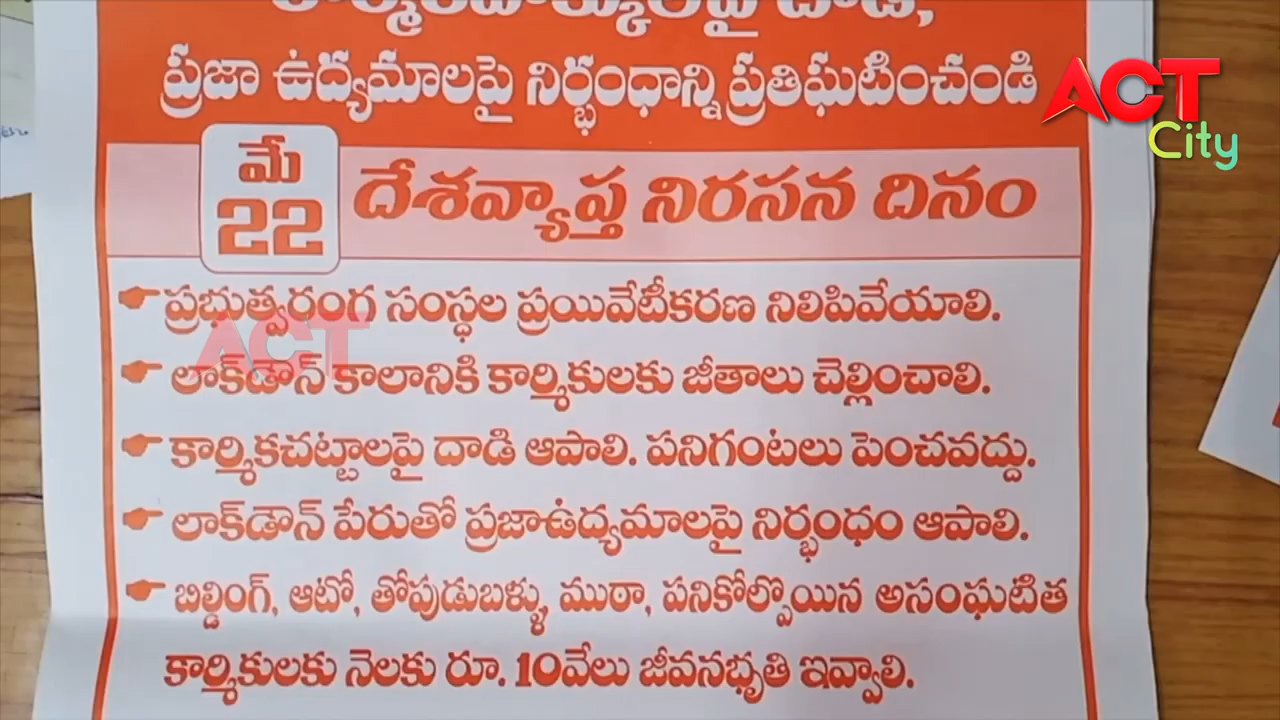 ప్రజా ఉద్యమాలపై నిర్బంధాన్ని ప్రతిఘటించండి
ACT
City
మే
22
దేశవ్యాప్త నిరసన దినం
ప్రభుత్వరంగ సంస్థల ప్రయివేటీకరణ నిలిపివేయాలి.
ACT
లాక్‌డౌన్ కాలానికి కార్మికులకు జీతాలు చెల్లించాలి.
కార్మికచట్టాలపై దాడి ఆపాలి. పనిగంటలు పెంచవద్దు.
లాక్‌డౌన్ పేరుతో ప్రజాఉద్యమాలపై నిర్బంధం ఆపాలి.
బిల్డింగ్, ఆటో, తోపుడుబళ్ళు, ముఠా, పనికోల్పొయిన అసంఘటిత
కార్మికులకు నెలకు రూ. 10వేలు జీవనభృతి ఇవ్వాలి.